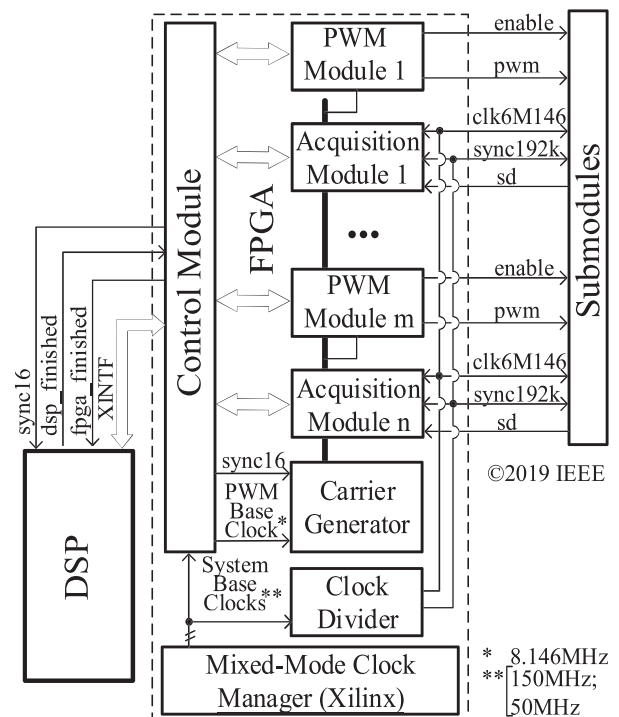 PWM
Module 1
enable
pwm
Acquisition
Module 1
clk6M146
sync192k
sd
Control Module
FPGA
•••
Submodules
PWM
Module m
enable
pwm
Acquisition
Module n
clk6M146
sync192k
sd
sync16
dsp_finished
fpga_finished
XINTF
DSP
sync16
PWM
Base
Clock*
Carrier
Generator
©2019 IEEE
System
Base
Clocks**
Clock
Divider
Mixed-Mode Clock
Manager (Xilinx)
* 8.146MHz
** 150MHz;
50MHz